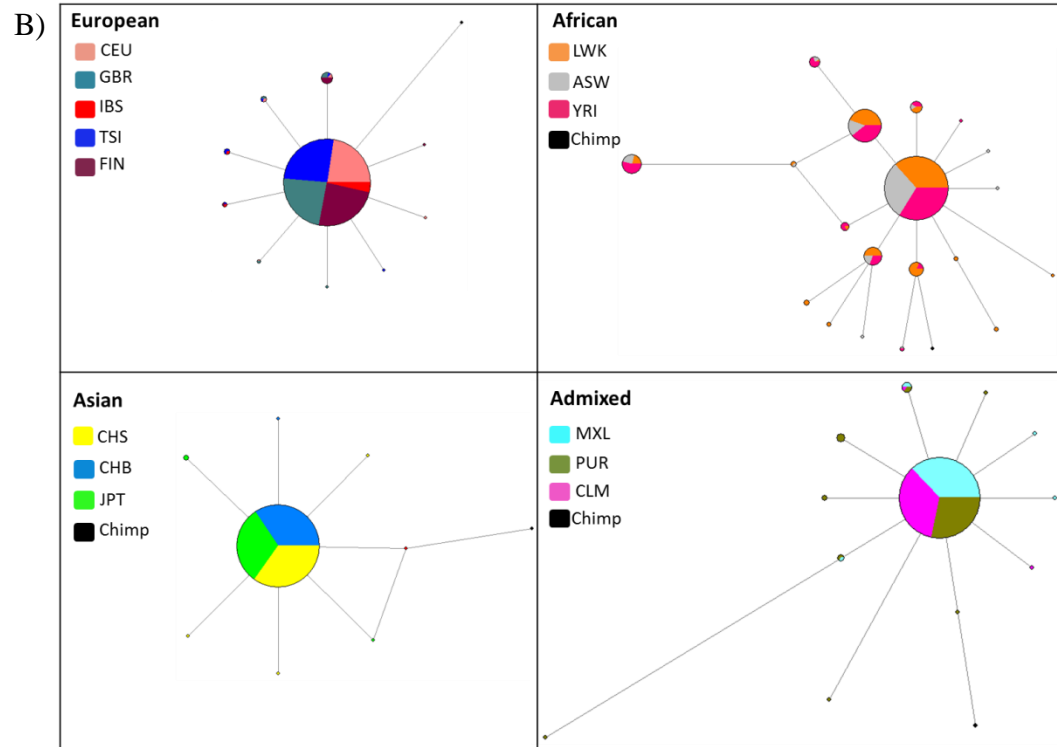 B)
European
CEU
GBR
IBS
TSI
FIN
African
LWK
ASW
YRI
Chimp
Asian
CHS
CHB
JPT
Chimp
Admixed
MXL
PUR
CLM
Chimp